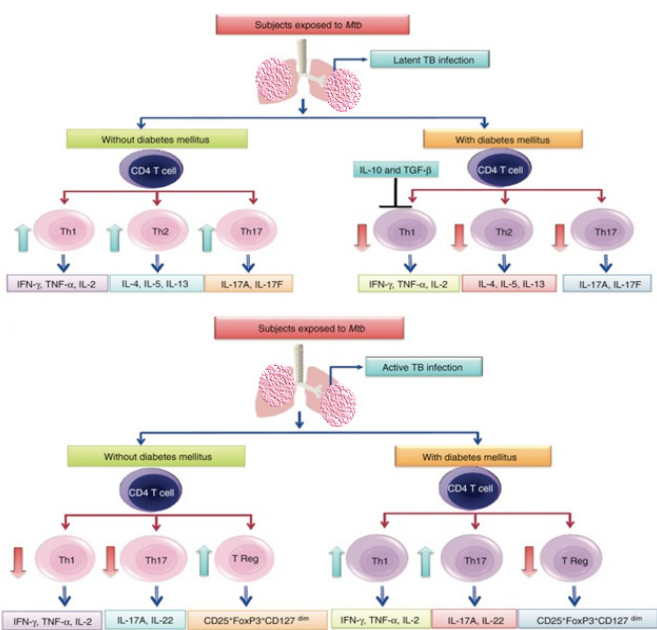 Subjects exposed to Mtb
Latent TB infection
Without diabetes mellitus
With diabetes mellitus
CD4 T cell
IL-10 and TGF-β
CD4 T cell
Th1
Th2
Th17
Th1
Th2
Th17
IFN-γ, TNF-α, IL-2
IL-4, IL-5, IL-13
IL-17A, IL-17F
IFN-γ, TNF-α, IL-2
IL-4, IL-5, IL-13
IL-17A, IL-17F
Subjects exposed to Mtb
Active TB infection
Without diabetes mellitus
With diabetes mellitus
CD4 T cell
CD4 T cell
Th1
Th17
T Reg
Th1
Th17
T Reg
IFN-γ, TNF-α, IL-2
IL-17A, IL-22
CD25⁺FoxP3⁺CD127 dim
IFN-γ, TNF-α, IL-2
IL-17A, IL-22
CD25⁺FoxP3⁺CD127 dim